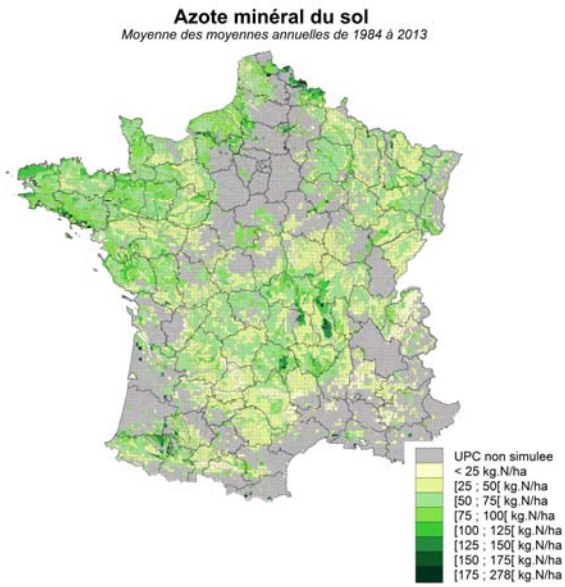 Azote minéral du sol
Moyenne des moyennes annuelles de 1984 à 2013
UPC non simulee
< 25 kg.N/ha
[25 ; 50[ kg.N/ha
[50 ; 75[ kg.N/ha
[75 ; 100[ kg.N/ha
[100 ; 125[ kg.N/ha
[125 ; 150[ kg.N/ha
[150 ; 175[ kg.N/ha
[175 ; 278[ kg.N/ha